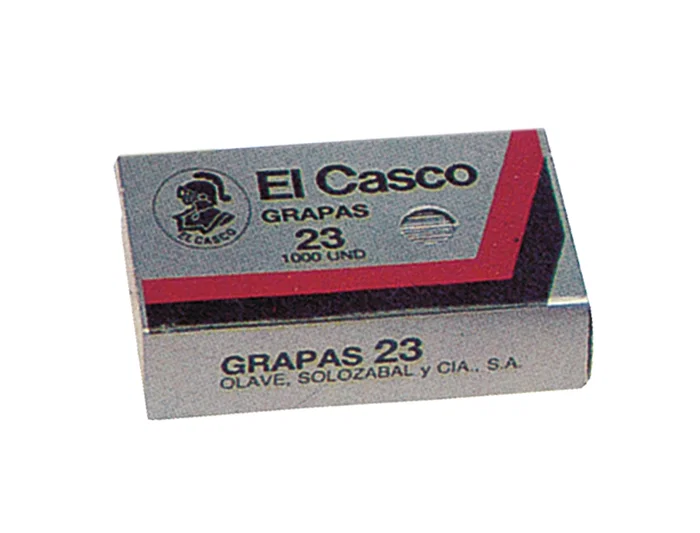 El Casco
GRAPAS
23
1000 UND
EL CASCO
GRAPAS 23
OLAVE, SOLOZABAL y CIA., S.A.